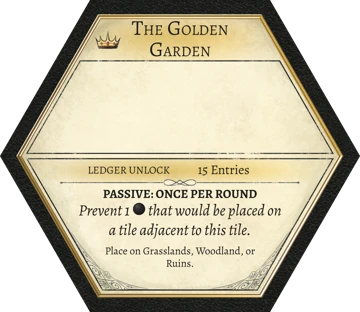 THE GOLDEN
GARDEN
LEDGER UNLOCK 15 Entries
PASSIVE: ONCE PER ROUND
Prevent 1 ● that would be placed on
a tile adjacent to this tile.
Place on Grasslands, Woodland, or
Ruins.